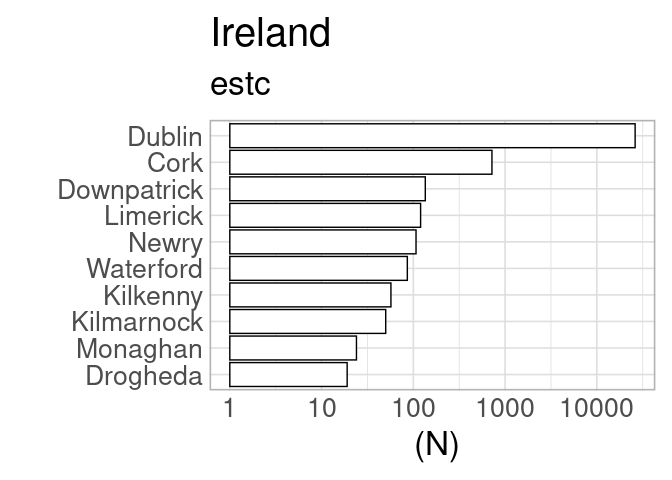 Ireland
estc
Dublin
Cork
Downpatrick
Limerick
Newry
Waterford
Kilkenny
Kilmarnock
Monaghan
Drogheda
1 10 100 1000 10000
(N)